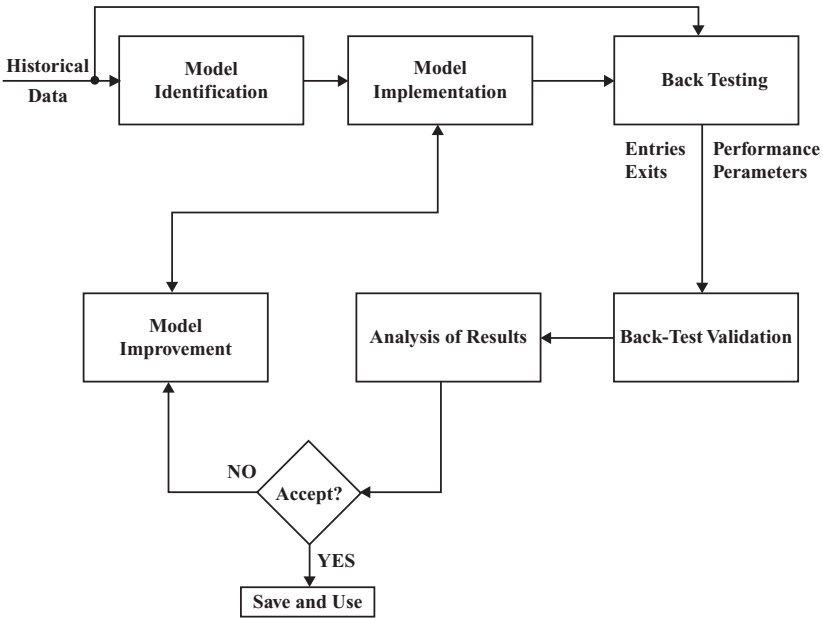 Historical
Data
Model
Identification
Model
Implementation
Back Testing
Entries
Exits
Performance
Perameters
Model
Improvement
Analysis of Results
Back-Test Validation
NO
Accept?
YES
Save and Use